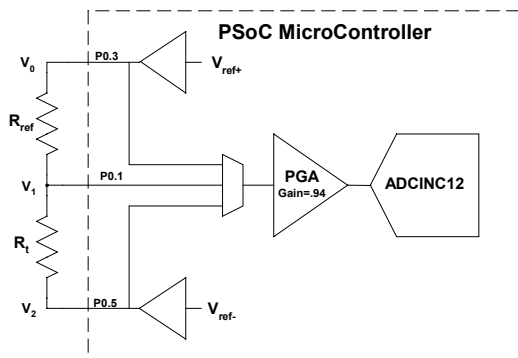 PSoC MicroController
V0
P0.3
Vref+
Rref
V1
P0.1
PGA
Gain=.94
ADCINC12
Rt
V2
P0.5
Vref-